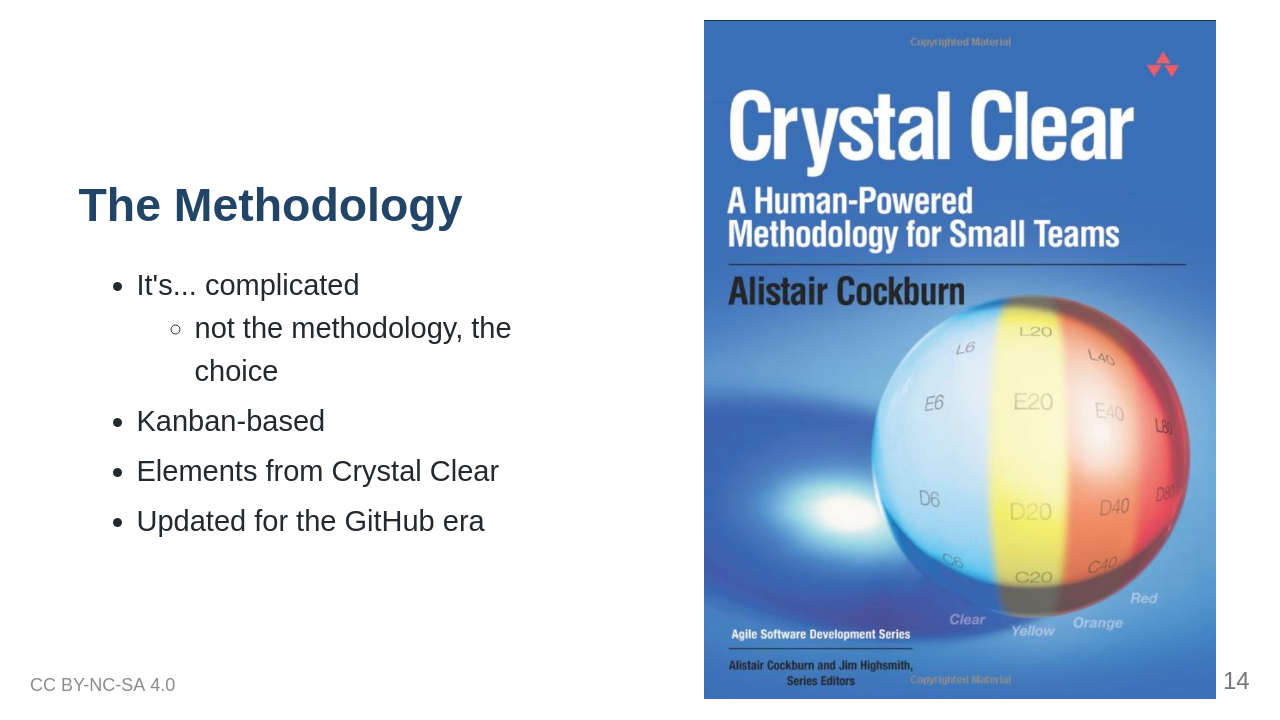 The Methodology
It's... complicated
not the methodology, the
choice
Kanban-based
Elements from Crystal Clear
Updated for the GitHub era
CC BY-NC-SA 4.0
Copyrighted Material
Crystal Clear
A Human-Powered
Methodology for Small Teams
Alistair Cockburn
L6 L20 L40
E6 E20 E40 L80
D6 D20 D40 D80
C6 C20 C40
Clear Yellow Orange Red
Agile Software Development Series
Alistair Cockburn and Jim Highsmith,
Series Editors
Copyrighted Material
14